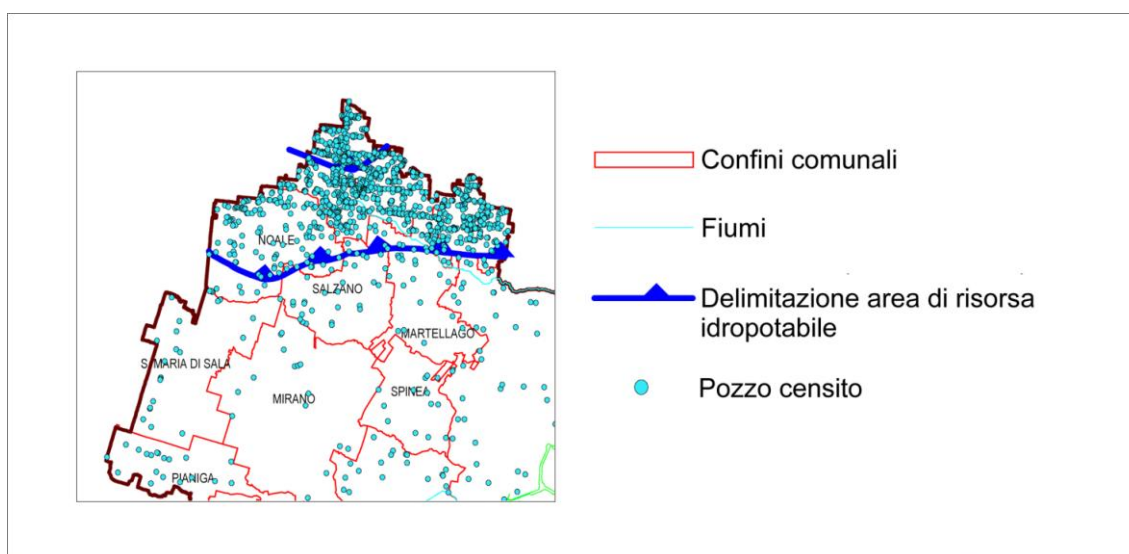 NOALE
SALZANO
MARTELLAGO
S. MARIA DI SALA
MIRANO
SPINEA
PIANIGA
Confini comunali
Fiumi
Delimitazione area di risorsa
idropotabile
Pozzo censito